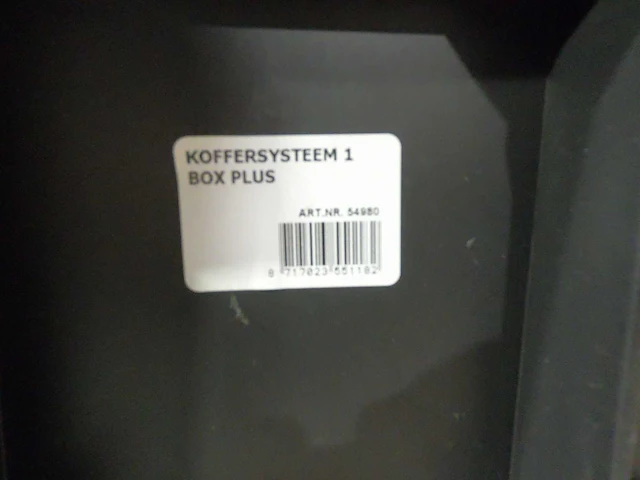 KOFFERSYSTEEM 1
BOX PLUS
ART.NR. 54980
8 717023 551182